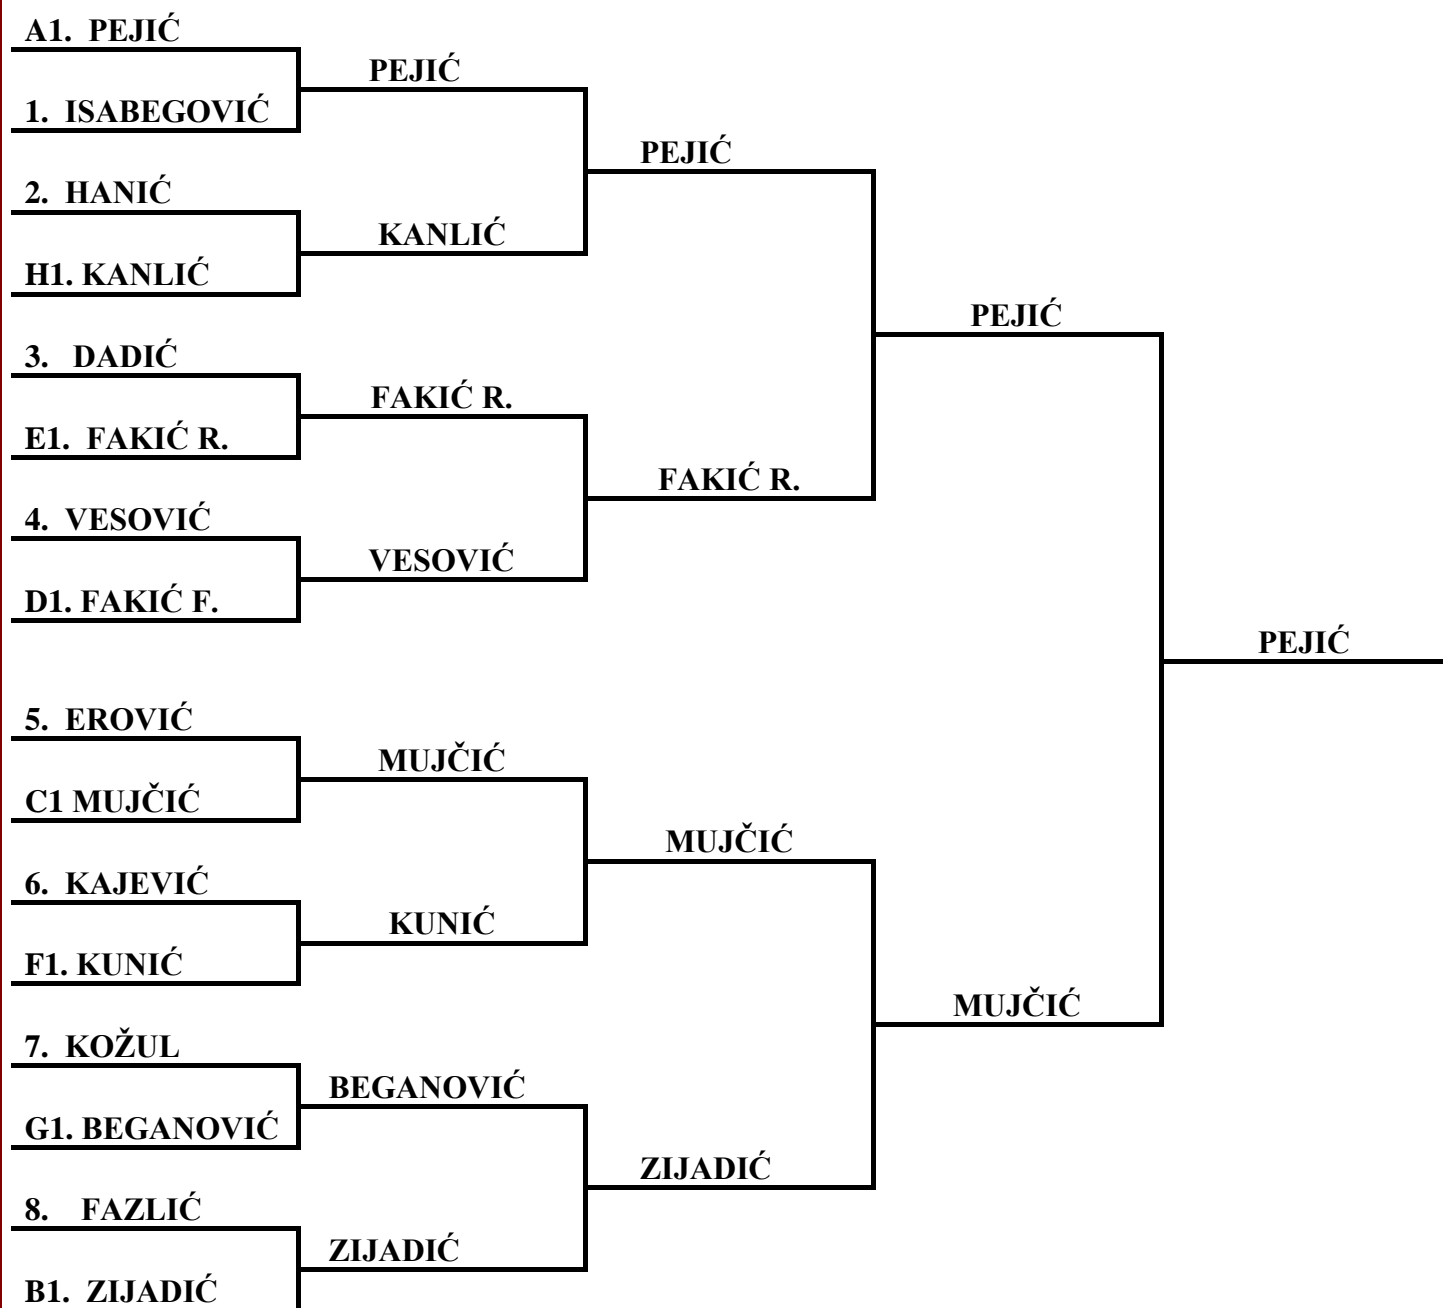 A1. PEJIĆ
1. ISABEGOVIĆ
2. HANIĆ
H1. KANLIĆ
3. DADIĆ
E1. FAKIĆ R.
4. VESOVIĆ
D1. FAKIĆ F.
5. EROVIĆ
C1 MUJČIĆ
6. KAJEVIĆ
F1. KUNIĆ
7. KOŽUL
G1. BEGANOVIĆ
8. FAZLIĆ
B1. ZIJADIĆ
PEJIĆ
KANLIĆ
FAKIĆ R.
VESOVIĆ
MUJČIĆ
KUNIĆ
BEGANOVIĆ
ZIJADIĆ
PEJIĆ
FAKIĆ R.
MUJČIĆ
ZIJADIĆ
PEJIĆ
MUJČIĆ
PEJIĆ